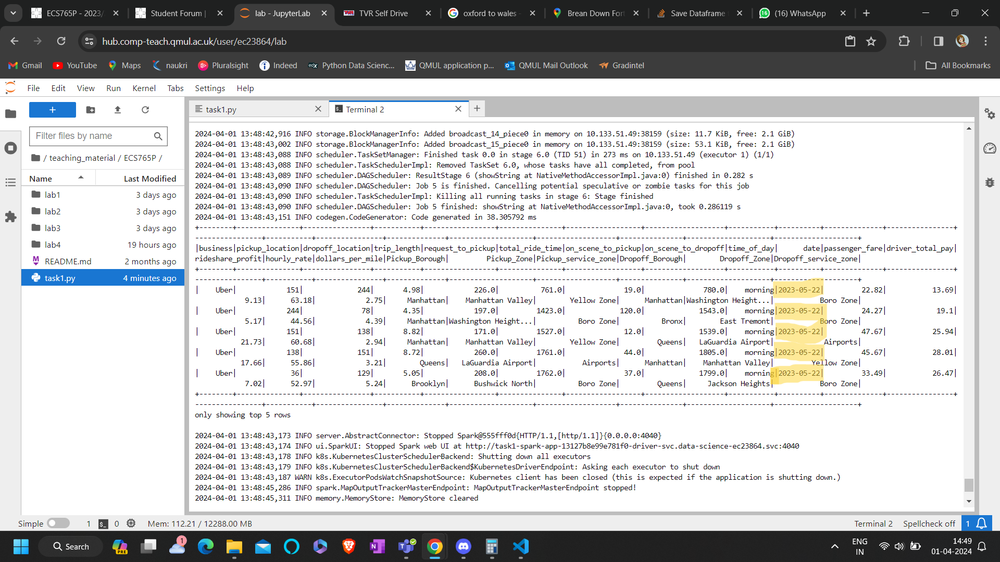 ECS765P - 2023/
Student Forum |
lab - JupyterLab
TVR Self Drive
oxford to wales -
Brean Down Fort
Save Dataframe
(16) WhatsApp
hub.comp-teach.qmul.ac.uk/user/ec23864/lab
Gmail YouTube Maps naukri Pluralsight Indeed edX Python Data Scienc... QMUL application p... QMUL Mail Outlook Gradintel All Bookmarks
File Edit View Run Kernel Tabs Settings Help
task1.py Terminal 2
Filter files by name
/ teaching_material / ECS765P /
Name Last Modified
lab1 3 days ago
lab2 3 days ago
lab3 3 days ago
lab4 19 hours ago
README.md 2 months ago
task1.py 4 minutes ago
2024-04-01 13:48:42,916 INFO storage.BlockManagerInfo: Added broadcast_14_piece0 in memory on 10.133.51.49:38159 (size: 11.7 KiB, free: 2.1 GiB)
2024-04-01 13:48:43,002 INFO storage.BlockManagerInfo: Added broadcast_15_piece0 in memory on 10.133.51.49:38159 (size: 53.1 KiB, free: 2.1 GiB)
2024-04-01 13:48:43,088 INFO scheduler.TaskSetManager: Finished task 0.0 in stage 6.0 (TID 51) in 273 ms on 10.133.51.49 (executor 1) (1/1)
2024-04-01 13:48:43,088 INFO scheduler.TaskSchedulerImpl: Removed TaskSet 6.0, whose tasks have all completed, from pool
2024-04-01 13:48:43,089 INFO scheduler.DAGScheduler: ResultStage 6 (showString at NativeMethodAccessorImpl.java:0) finished in 0.282 s
2024-04-01 13:48:43,090 INFO scheduler.DAGScheduler: Job 5 is finished. Cancelling potential speculative or zombie tasks for this job
2024-04-01 13:48:43,090 INFO scheduler.TaskSchedulerImpl: Killing all running tasks in stage 6: Stage finished
2024-04-01 13:48:43,090 INFO scheduler.DAGScheduler: Job 5 finished: showString at NativeMethodAccessorImpl.java:0, took 0.286119 s
2024-04-01 13:48:43,151 INFO codegen.CodeGenerator: Code generated in 38.305792 ms
|business|pickup_location|dropoff_location|trip_length|request_to_pickup|total_ride_time|on_scene_to_pickup|on_scene_to_dropoff|time_of_day| date|passenger_fare|driver_total_pay|
rideshare_profit|hourly_rate|dollars_per_mile|Pickup_Borough| Pickup_Zone|Pickup_service_zone|Dropoff_Borough| Dropoff_Zone|Dropoff_service_zone|
| Uber| 151| 244| 4.98| 226.0| 761.0| 19.0| 780.0| morning|2023-05-22| 22.82| 13.69|
9.13| 63.18| 2.75| Manhattan| Manhattan Valley| Yellow Zone| Manhattan|Washington Height...| Boro Zone|
| Uber| 244| 78| 4.35| 197.0| 1423.0| 120.0| 1543.0| morning|2023-05-22| 24.27| 19.1|
5.17| 44.56| 4.39| Manhattan|Washington Height...| Boro Zone| Bronx| East Tremont| Boro Zone|
| Uber| 151| 138| 8.82| 171.0| 1527.0| 12.0| 1539.0| morning|2023-05-22| 47.67| 25.94|
21.73| 60.68| 2.94| Manhattan| Manhattan Valley| Yellow Zone| Queens| LaGuardia Airport| Airports|
| Uber| 138| 151| 8.72| 260.0| 1761.0| 44.0| 1805.0| morning|2023-05-22| 45.67| 28.01|
17.66| 55.86| 3.21| Queens| LaGuardia Airport| Airports| Manhattan| Manhattan Valley| Yellow Zone|
| Uber| 36| 129| 5.05| 208.0| 1762.0| 37.0| 1799.0| morning|2023-05-22| 33.49| 26.47|
7.02| 52.97| 5.24| Brooklyn| Bushwick North| Boro Zone| Queens| Jackson Heights| Boro Zone|
only showing top 5 rows
2024-04-01 13:48:43,173 INFO server.AbstractConnector: Stopped Spark@555fff0d{HTTP/1.1,[http/1.1]}{0.0.0.0:4040}
2024-04-01 13:48:43,174 INFO ui.SparkUI: Stopped Spark web UI at http://task1-spark-app-13127b8e99e781f0-driver-svc.data-science-ec23864.svc:4040
2024-04-01 13:48:43,178 INFO k8s.KubernetesClusterSchedulerBackend: Shutting down all executors
2024-04-01 13:48:43,179 INFO k8s.KubernetesClusterSchedulerBackend$KubernetesDriverEndpoint: Asking each executor to shut down
2024-04-01 13:48:43,187 WARN k8s.ExecutorPodsWatchSnapshotSource: Kubernetes client has been closed (this is expected if the application is shutting down.)
2024-04-01 13:48:45,286 INFO spark.MapOutputTrackerMasterEndpoint: MapOutputTrackerMasterEndpoint stopped!
2024-04-01 13:48:45,311 INFO memory.MemoryStore: MemoryStore cleared
Simple 1 0 Mem: 112.21 / 12288.00 MB Terminal 2 Spellcheck off 1
Search PRE 1
ENG
IN
14:49
01-04-2024